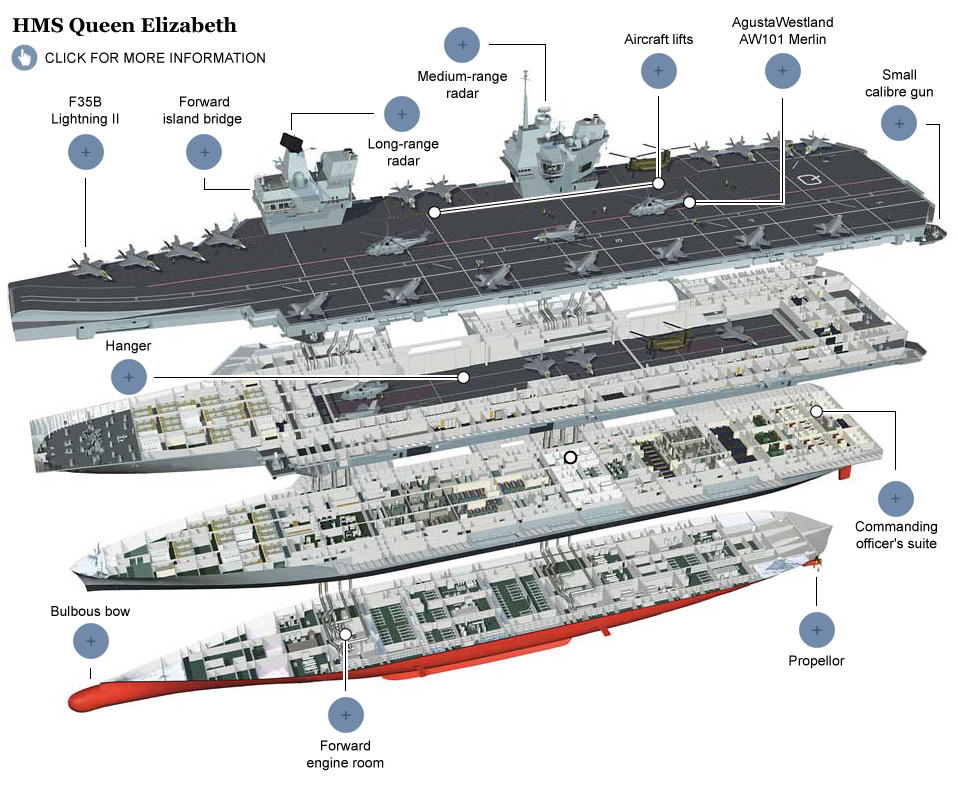 HMS Queen Elizabeth
CLICK FOR MORE INFORMATION
F35B
Lightning II
Forward
island bridge
Long-range
radar
Medium-range
radar
Aircraft lifts
AgustaWestland
AW101 Merlin
Small
calibre gun
Hanger
Commanding
officer's suite
Bulbous bow
Propellor
Forward
engine room